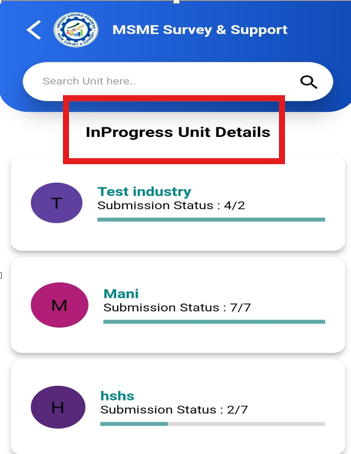 MSME Survey & Support
Search Unit here..
InProgress Unit Details
T
Test industry
Submission Status : 4/2
M
Mani
Submission Status : 7/7
H
hshs
Submission Status : 2/7